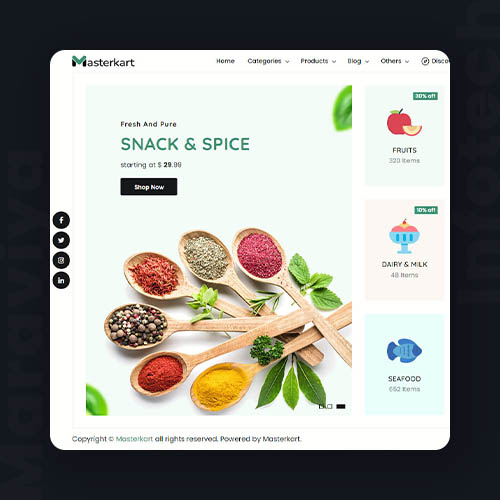 Masterkart
Home Categories Products Blog Others
Fresh And Pure
SNACK & SPICE
starting at $ 29.99
Shop Now
30% off
FRUITS
320 Items
10% off
DAIRY & MILK
48 Items
SEAFOOD
652 Items
Copyright © Masterkart all rights reserved. Powered by Masterkart.